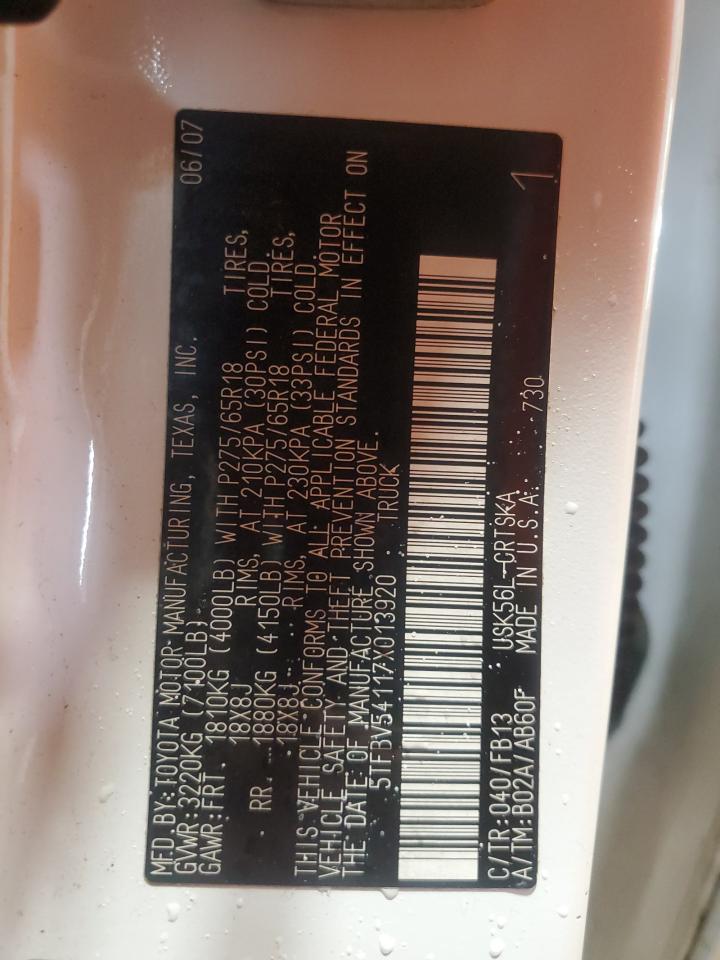 MFD.BY:TOYOTA MOTOR MANUFACTURING, TEXAS, INC. 06/07
GVWR:3220KG (7100LB)
GAWR:FRT. 1810KG (4000LB) WITH P275/65R18 TIRES,
18X8J RIMS, AT 210KPA (30PSI) COLD.
RR. 1880KG (4150LB) WITH P275/65R18 TIRES,
18X8J RIMS, AT 230KPA (33PSI) COLD.
THIS VEHICLE CONFORMS TO ALL APPLICABLE FEDERAL MOTOR
VEHICLE SAFETY AND THEFT PREVENTION STANDARDS IN EFFECT ON
THE DATE OF MANUFACTURE SHOWN ABOVE.
5TFBV54117X013920 TRUCK
C/TR:040/FB13 USK56L-CRTSKA
A/TM:B02A/AB60F MADE IN U.S.A. 730 1